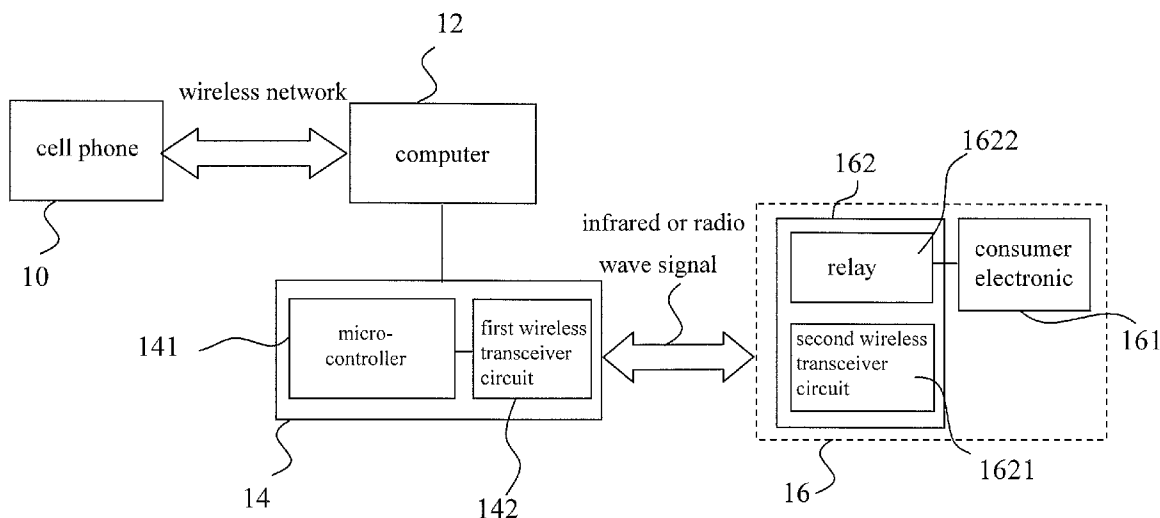 12
wireless network
cell phone
computer
10
1622
162
infrared or radio
wave signal
relay
consumer
electronic
161
141
micro-
controller
first wireless
transceiver
circuit
second wireless
transceiver
circuit
14
142
16
1621